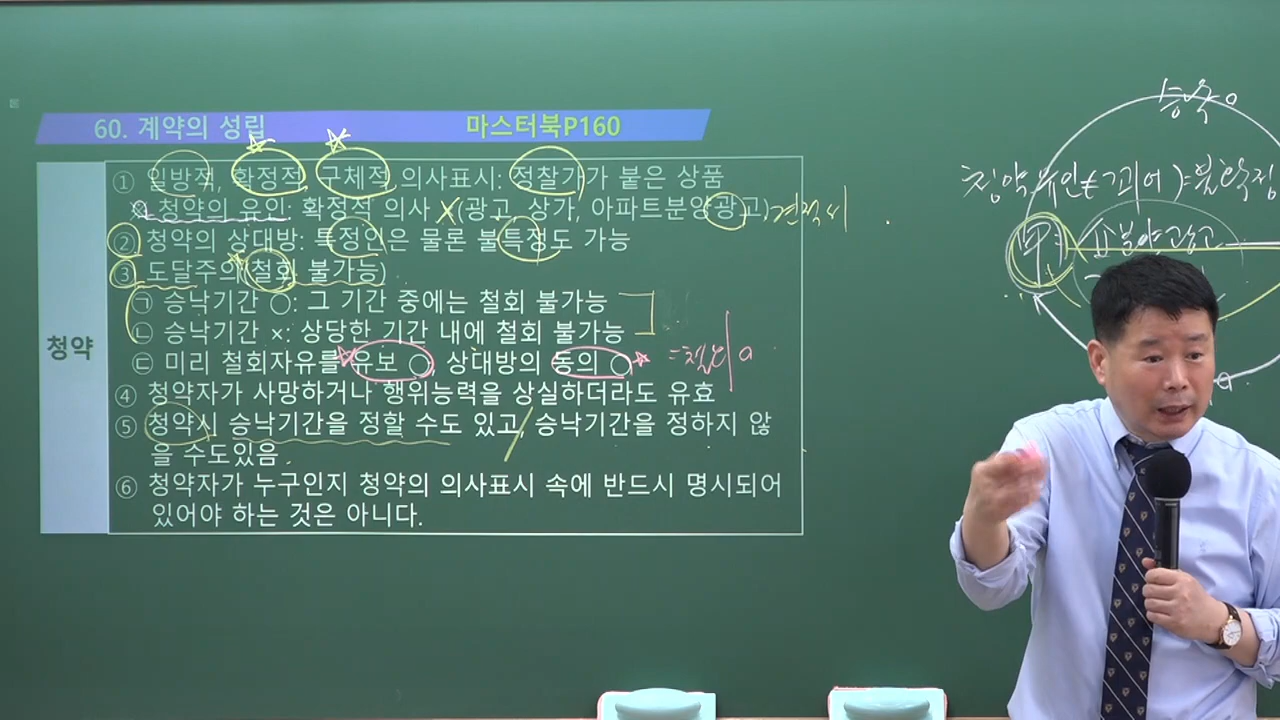 60. 계약의 성립 마스터북P160
청약
① 일방적, 확정적, 구체적 의사표시: 정찰가가 붙은 상품
※ 청약의 유인: 확정적 의사 X (광고, 상가, 아파트분양광고)
② 청약의 상대방: 특정인은 물론 불특정도 가능
③ 도달주의(철회 불가능)
㉠ 승낙기간 ○: 그 기간 중에는 철회 불가능
㉡ 승낙기간 ×: 상당한 기간 내에 철회 불가능
㉢ 미리 철회자유를 유보 ○, 상대방의 동의 ○
④ 청약자가 사망하거나 행위능력을 상실하더라도 유효
⑤ 청약시 승낙기간을 정할 수도 있고, 승낙기간을 정하지 않
을 수도있음.
⑥ 청약자가 누구인지 청약의 의사표시 속에 반드시 명시되어
있어야 하는 것은 아니다.
승낙
청약유인
분양광고